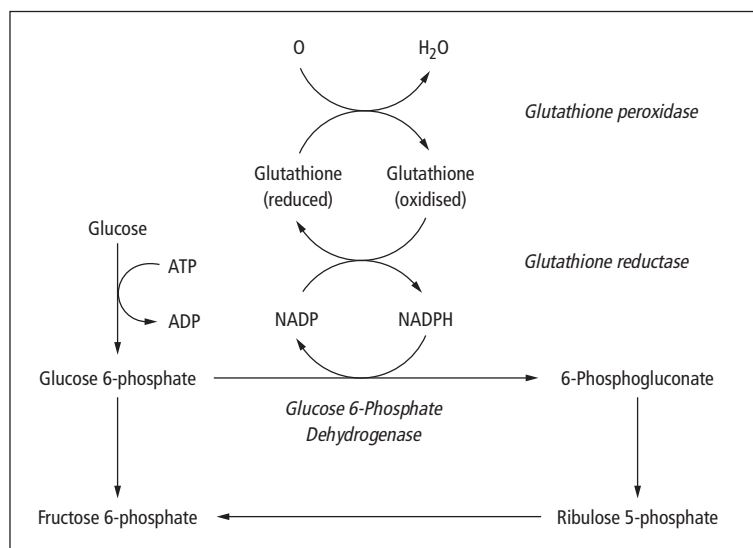 O
H₂O
Glutathione peroxidase
Glutathione
(reduced)
Glutathione
(oxidised)
Glucose
ATP
Glutathione reductase
ADP
NADP
NADPH
Glucose 6-phosphate
6-Phosphogluconate
Glucose 6-Phosphate
Dehydrogenase
Fructose 6-phosphate
Ribulose 5-phosphate